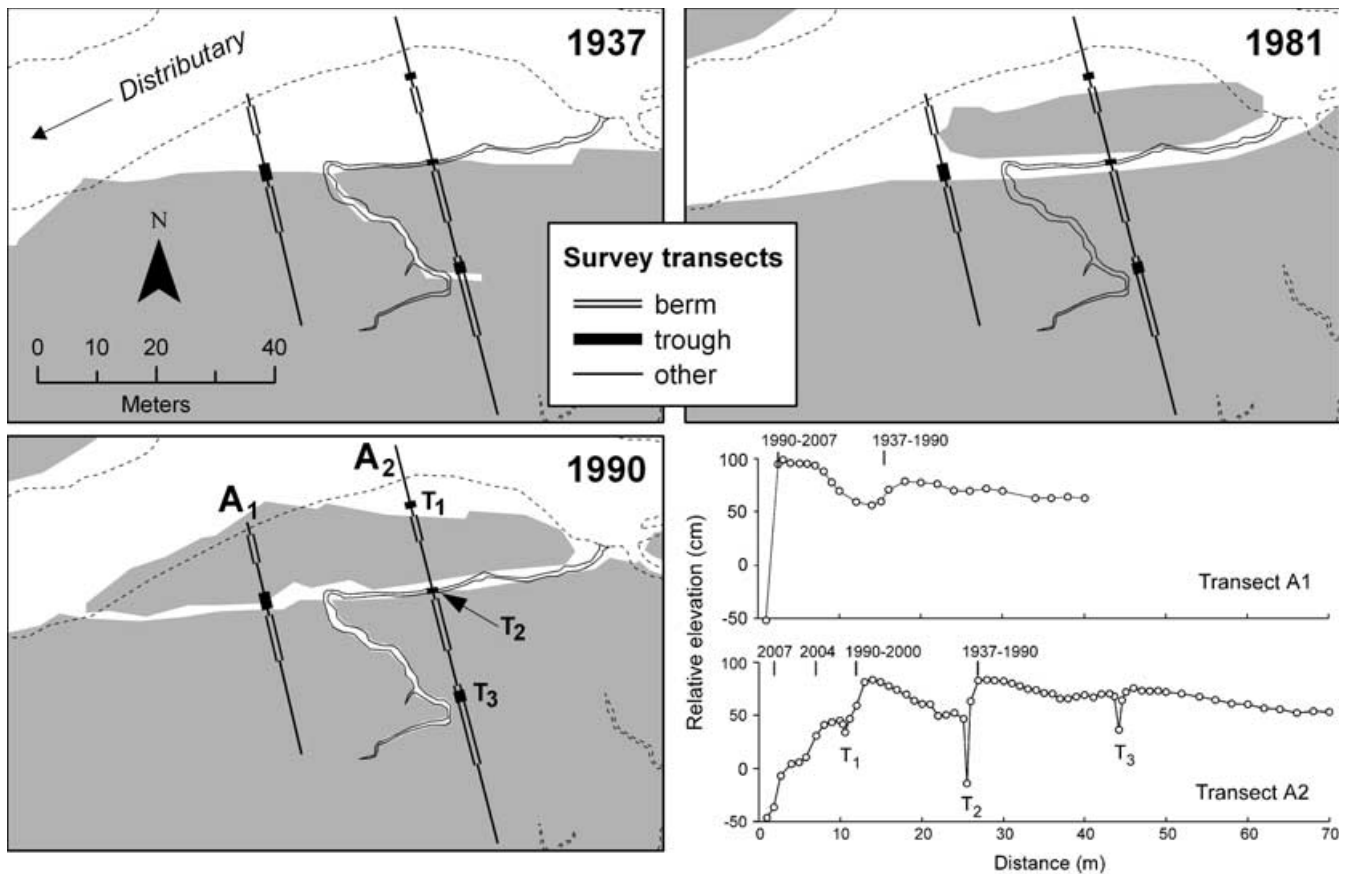 1937
Distributary
N
0 10 20 40
Meters
1981
Survey transects
berm
trough
other
1990
A1
A2
T1
T2
T3
1990-2007 1937-1990
100
50
0
-50
Transect A1
Relative elevation (cm)
2007 2004 1990-2000 1937-1990
100
50
0
-50
T1
T2
T3
Transect A2
0 10 20 30 40 50 60 70
Distance (m)